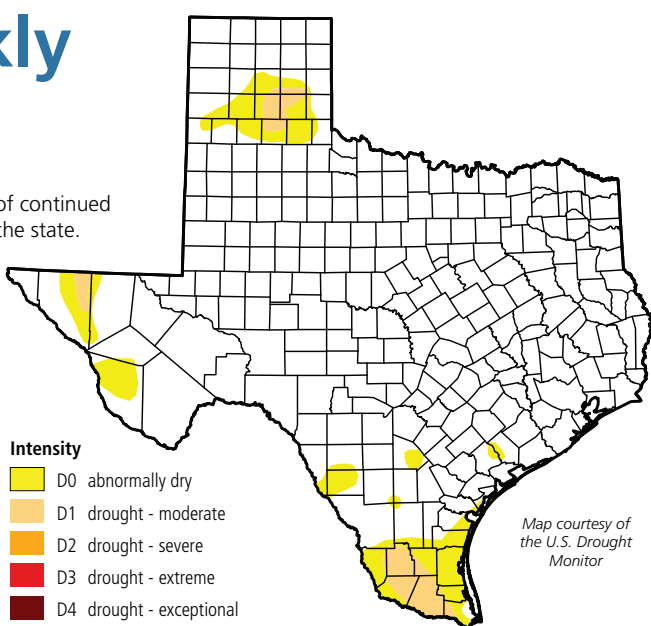 kly
of continued
the state.
Intensity
D0 abnormally dry
D1 drought - moderate
D2 drought - severe
D3 drought - extreme
D4 drought - exceptional
Map courtesy of
the U.S. Drought
Monitor